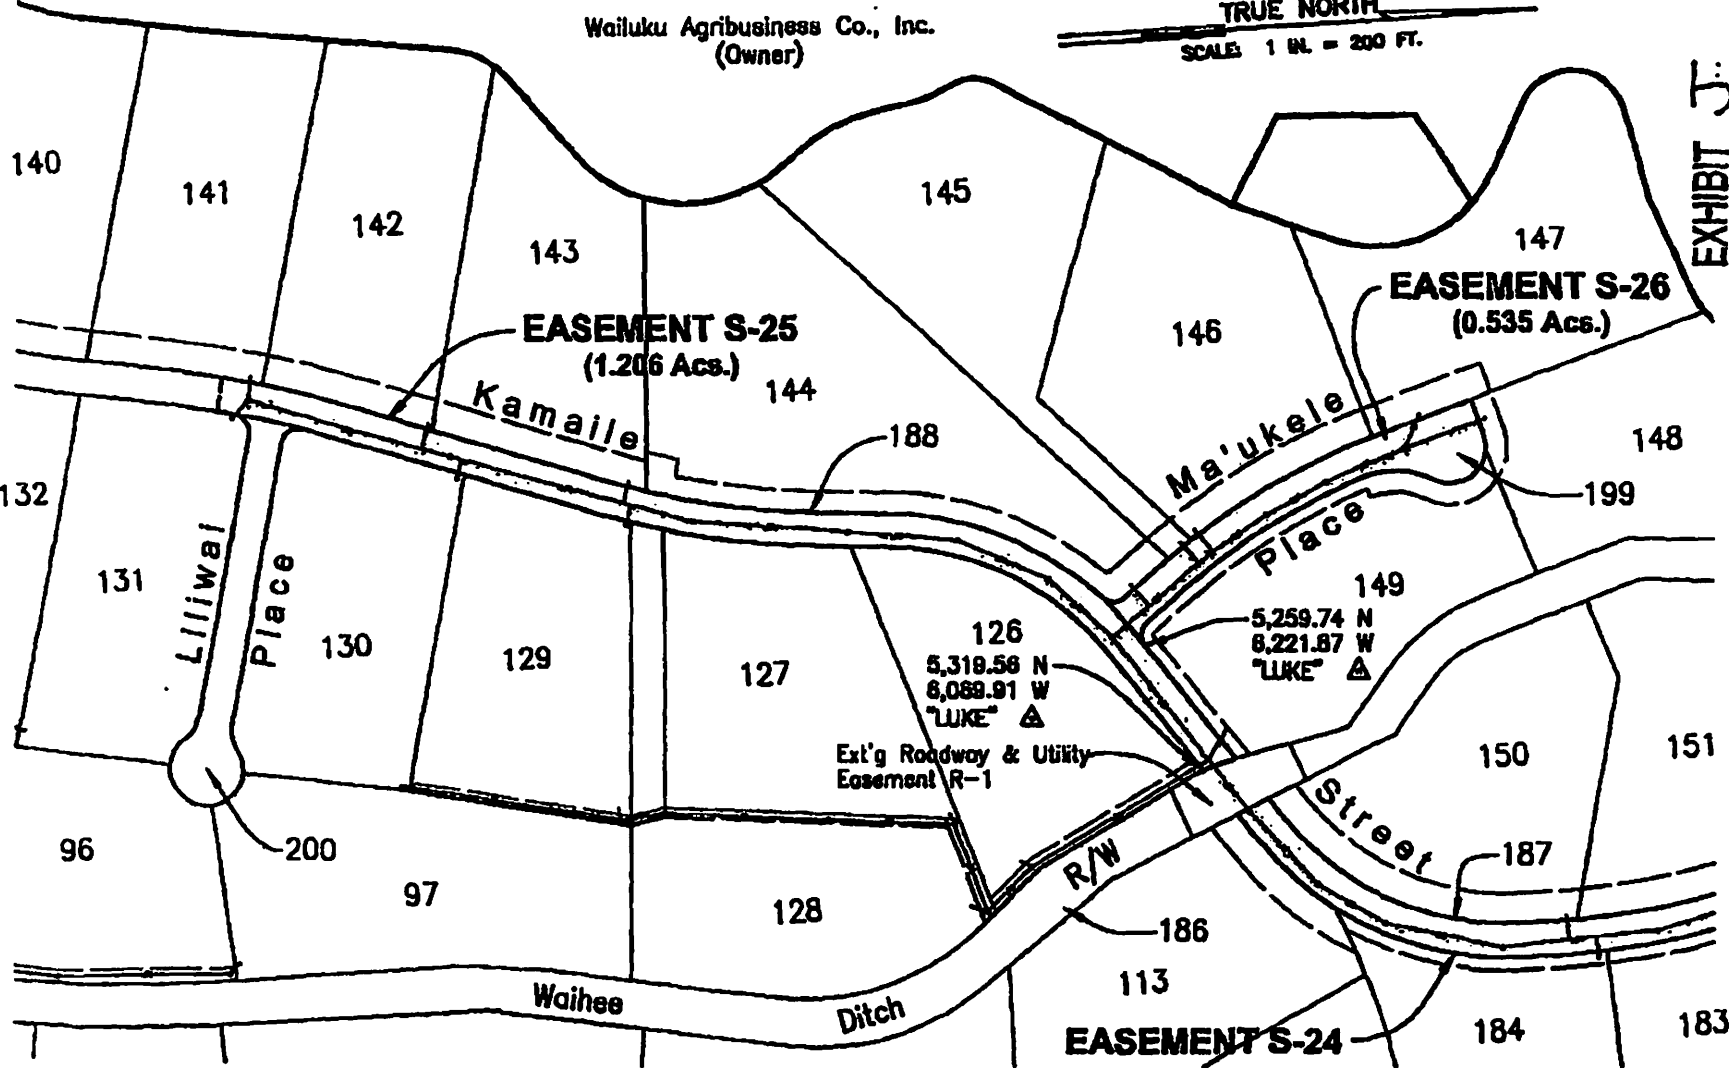 Wailuku Agribusiness Co., Inc.
(Owner)
TRUE NORTH
SCALE: 1 IN. = 200 FT.
EXHIBIT
140
141
142
143
145
147
EASEMENT S-26
(0.535 Acs.)
146
EASEMENT S-25
(1.206 Acs.)
144
Kamaile
188
Ma'ukele
Place
148
199
132
131
Liliwai
Place
130
129
127
126
5,319.56 N
6,069.91 W
"LUKE"
149
5,259.74 N
6,221.87 W
"LUKE"
Ext'g Roadway & Utility
Easement R-1
150
151
Street
187
96
200
97
128
R/W
186
113
Waihee
Ditch
EASEMENT S-24
184
183